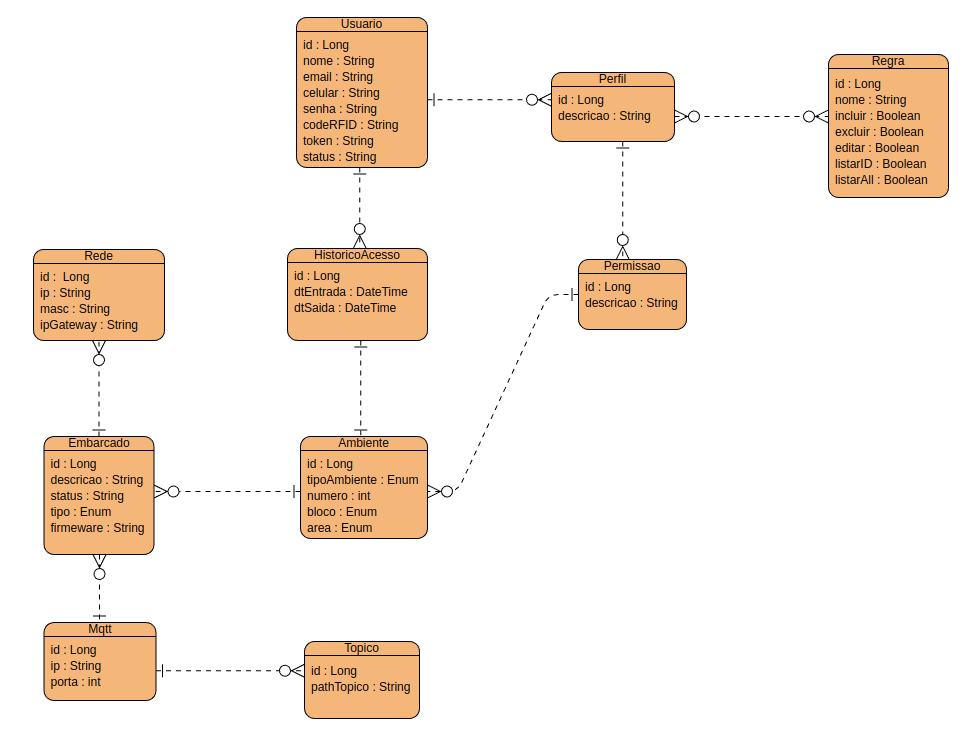 Usuario
id : Long
nome : String
email : String
celular : String
senha : String
codeRFID : String
token : String
status : String
Perfil
id : Long
descricao : String
Regra
id : Long
nome : String
incluir : Boolean
excluir : Boolean
editar : Boolean
listarID : Boolean
listarAll : Boolean
Rede
id :  Long
ip : String
masc : String
ipGateway : String
HistoricoAcesso
id : Long
dtEntrada : DateTime
dtSaida : DateTime
Permissao
id : Long
descricao : String
Embarcado
id : Long
descricao : String
status : String
tipo : Enum
firmeware : String
Ambiente
id : Long
tipoAmbiente : Enum
numero : int
bloco : Enum
area : Enum
Mqtt
id : Long
ip : String
porta : int
Topico
id : Long
pathTopico : String